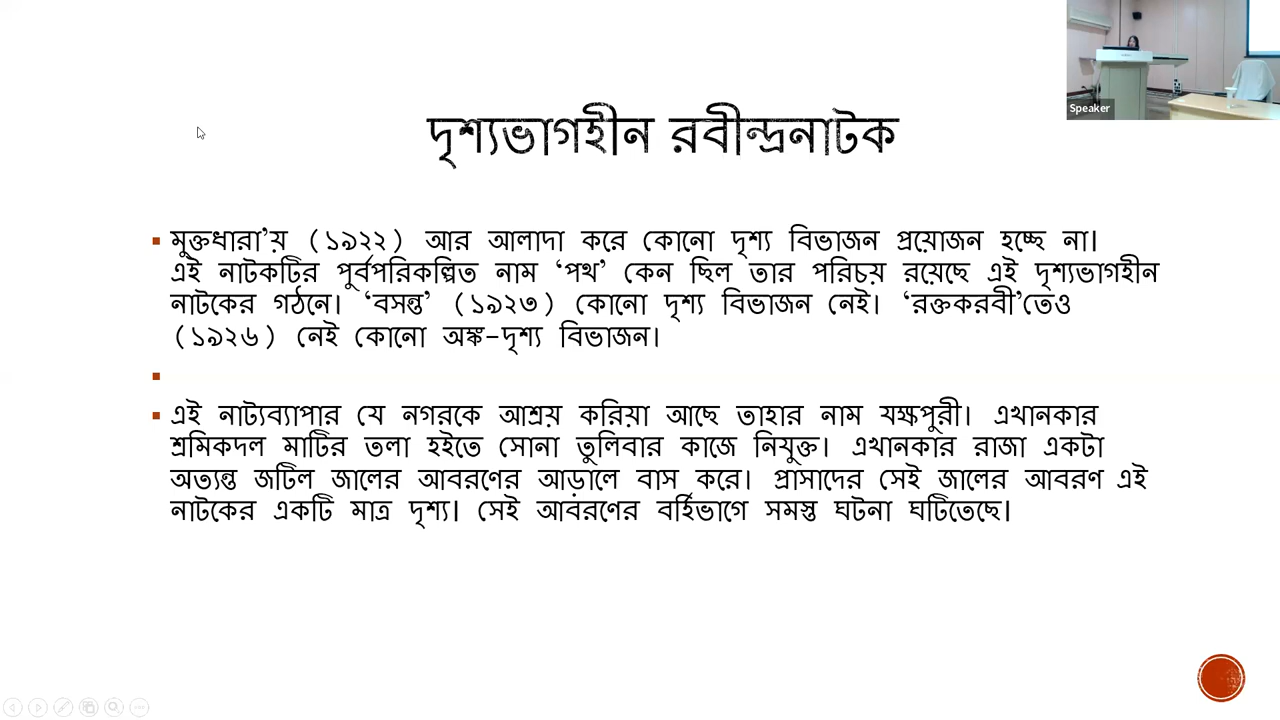 দৃশ্যভাগহীন রবীন্দ্রনাটক
Speaker
মুক্তধারা’য় (১৯২২) আর আলাদা করে কোনো দৃশ্য বিভাজন প্রয়োজন হচ্ছে না।
এই নাটকটির পূর্বপরিকল্পিত নাম ‘পথ’ কেন ছিল তার পরিচয় রয়েছে এই দৃশ্যভাগহীন
নাটকের গঠনে। ‘বসন্ত’ (১৯২৩) কোনো দৃশ্য বিভাজন নেই। ‘রক্তকরবী’তেও
(১৯২৬) নেই কোনো অঙ্ক-দৃশ্য বিভাজন।
এই নাট্যব্যাপার যে নগরকে আশ্রয় করিয়া আছে তাহার নাম যক্ষপুরী। এখানকার
শ্রমিকদল মাটির তলা হইতে সোনা তুলিবার কাজে নিযুক্ত। এখানকার রাজা একটা
অত্যন্ত জটিল জালের আবরণের আড়ালে বাস করে। প্রাসাদের সেই জালের আবরণ এই
নাটকের একটি মাত্র দৃশ্য। সেই আবরণের বর্হিভাগে সমস্ত ঘটনা ঘটিতেছে।